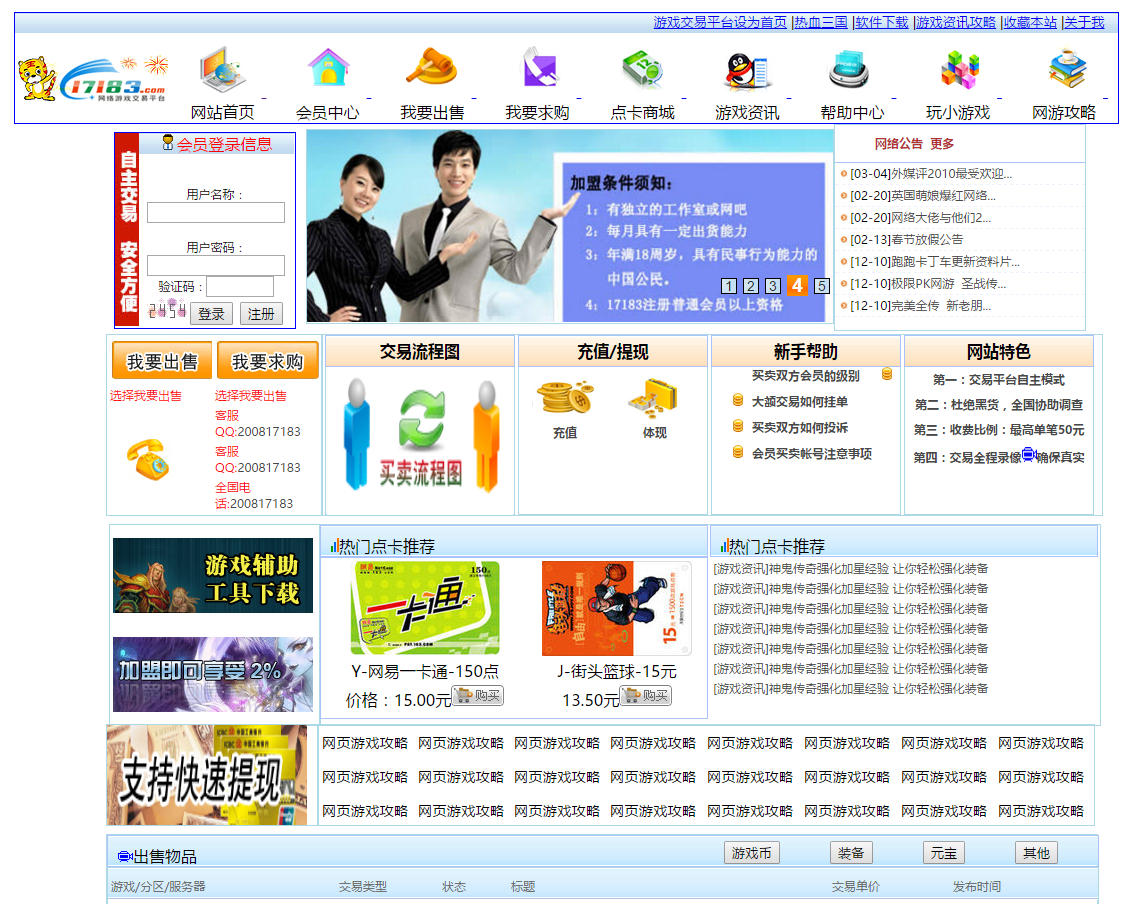 游戏交易平台设为首页 |热血三国 |软件下载 |游戏资讯攻略 |收藏本站 |关于我
17183.com
网络游戏交易平台
网站首页 会员中心 我要出售 我要求购 点卡商城 游戏资讯 帮助中心 玩小游戏 网游攻略
自主交易 安全方便
会员登录信息
用户名称：
用户密码：
验证码：
登录 注册
加盟条件须知：
1：有独立的工作室或网吧
2：每月具有一定出货能力
3：年满18周岁，具有民事行为能力的
中国公民。
4：17183注册普通会员以上资格
1 2 3 4 5
网络公告 更多
[03-04]外媒评2010最受欢迎...
[02-20]英国萌娘爆红网络...
[02-20]网络大佬与他们2...
[02-13]春节放假公告
[12-10]跑跑卡丁车更新资料片...
[12-10]极限PK网游 圣战传...
[12-10]完美全传 新老朋...
我要出售 我要求购
选择我要出售 选择我要出售
客服
QQ:200817183
客服
QQ:200817183
全国电
话:200817183
交易流程图
买卖流程图
充值/提现
充值 体现
新手帮助
买卖双方会员的级别
大额交易如何挂单
买卖双方如何投诉
会员买卖帐号注意事项
网站特色
第一：交易平台自主模式
第二：杜绝黑货，全国协助调查
第三：收费比例：最高单笔50元
第四：交易全程录像确保真实
游戏辅助
工具下载
加盟即可享受 2%
热门点卡推荐
150点
一卡通
自由就是唯一规则
15元=1500点游戏点数
Y-网易一卡通-150点 J-街头篮球-15元
价格：15.00元 购买 13.50元 购买
热门点卡推荐
[游戏资讯]神鬼传奇强化加星经验 让你轻松强化装备
[游戏资讯]神鬼传奇强化加星经验 让你轻松强化装备
[游戏资讯]神鬼传奇强化加星经验 让你轻松强化装备
[游戏资讯]神鬼传奇强化加星经验 让你轻松强化装备
[游戏资讯]神鬼传奇强化加星经验 让你轻松强化装备
[游戏资讯]神鬼传奇强化加星经验 让你轻松强化装备
[游戏资讯]神鬼传奇强化加星经验 让你轻松强化装备
支持快速提现
网页游戏攻略 网页游戏攻略 网页游戏攻略 网页游戏攻略 网页游戏攻略 网页游戏攻略 网页游戏攻略 网页游戏攻略
网页游戏攻略 网页游戏攻略 网页游戏攻略 网页游戏攻略 网页游戏攻略 网页游戏攻略 网页游戏攻略 网页游戏攻略
网页游戏攻略 网页游戏攻略 网页游戏攻略 网页游戏攻略 网页游戏攻略 网页游戏攻略 网页游戏攻略 网页游戏攻略
出售物品 游戏币 装备 元宝 其他
游戏/分区/服务器 交易类型 状态 标题 交易单价 发布时间